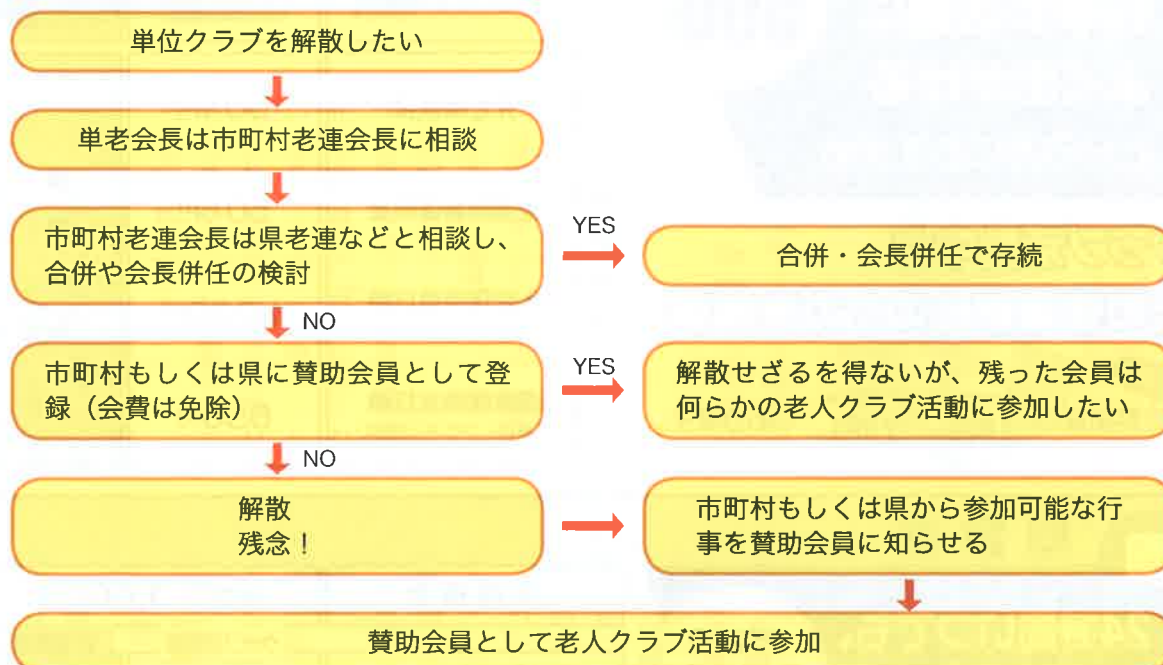 単位クラブを解散したい
単老会長は市町村老連会長に相談
市町村老連会長は県老連などと相談し、
合併や会長併任の検討
YES
合併・会長併任で存続
NO
市町村もしくは県に賛助会員として登
録（会費は免除）
YES
解散せざるを得ないが、残った会員は
何らかの老人クラブ活動に参加したい
NO
解散
残念！
市町村もしくは県から参加可能な行
事を賛助会員に知らせる
賛助会員として老人クラブ活動に参加